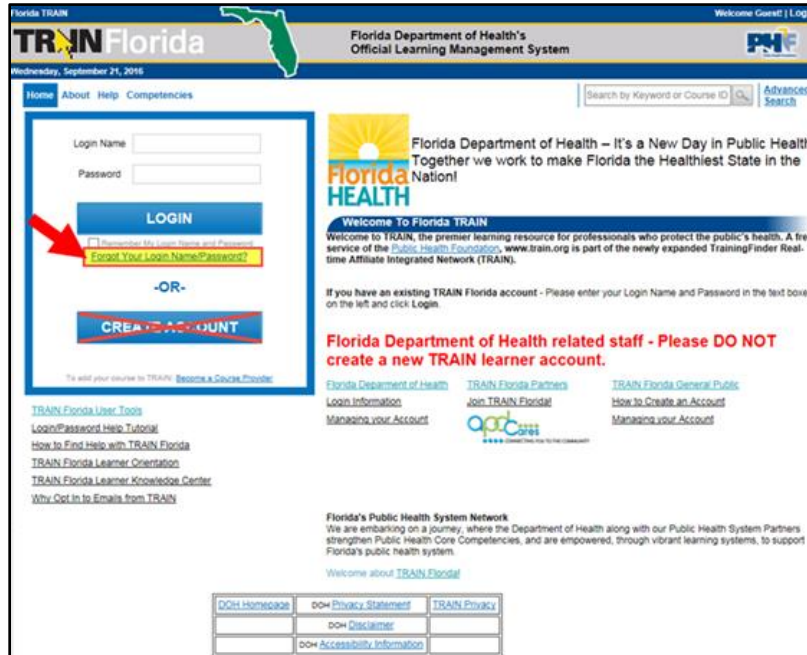 Florida TRAIN
Welcome Guest! | Log
TRAIN Florida
Florida Department of Health's
Official Learning Management System
PHF
Wednesday, September 21, 2016
Home About Help Competencies
Search by Keyword or Course ID
Advanced
Search
Login Name
Password
LOGIN
Remember My Login Name and Password
Forgot Your Login Name/Password?
-OR-
CREATE ACCOUNT
To add your course to TRAIN: Become a Course Provider
TRAIN Florida User Tools
Login/Password Help Tutorial
How to Find Help with TRAIN Florida
TRAIN Florida Learner Orientation
TRAIN Florida Learner Knowledge Center
Why Opt In to Emails from TRAIN
Florida
HEALTH
Florida Department of Health – It's a New Day in Public Health
Together we work to make Florida the Healthiest State in the
Nation!
Welcome To Florida TRAIN
Welcome to TRAIN, the premier learning resource for professionals who protect the public's health. A fre
service of the Public Health Foundation, www.train.org is part of the newly expanded TrainingFinder Real-
time Affiliate Integrated Network (TRAIN).
If you have an existing TRAIN Florida account - Please enter your Login Name and Password in the text boxe
on the left and click Login.
Florida Department of Health related staff - Please DO NOT
create a new TRAIN learner account.
Florida Department of Health TRAIN Florida Partners TRAIN Florida General Public
Login Information Join TRAIN Florida! How to Create an Account
Managing your Account Managing your Account
apd Cares
CONNECTING YOU TO THE COMMUNITY
Florida's Public Health System Network
We are embarking on a journey, where the Department of Health along with our Public Health System Partners
strengthen Public Health Core Competencies, and are empowered, through vibrant learning systems, to support
Florida's public health system.
Welcome about TRAIN Florida!
DOH Homepage DOH Privacy Statement TRAIN Privacy
DOH Disclaimer
DOH Accessibility Information